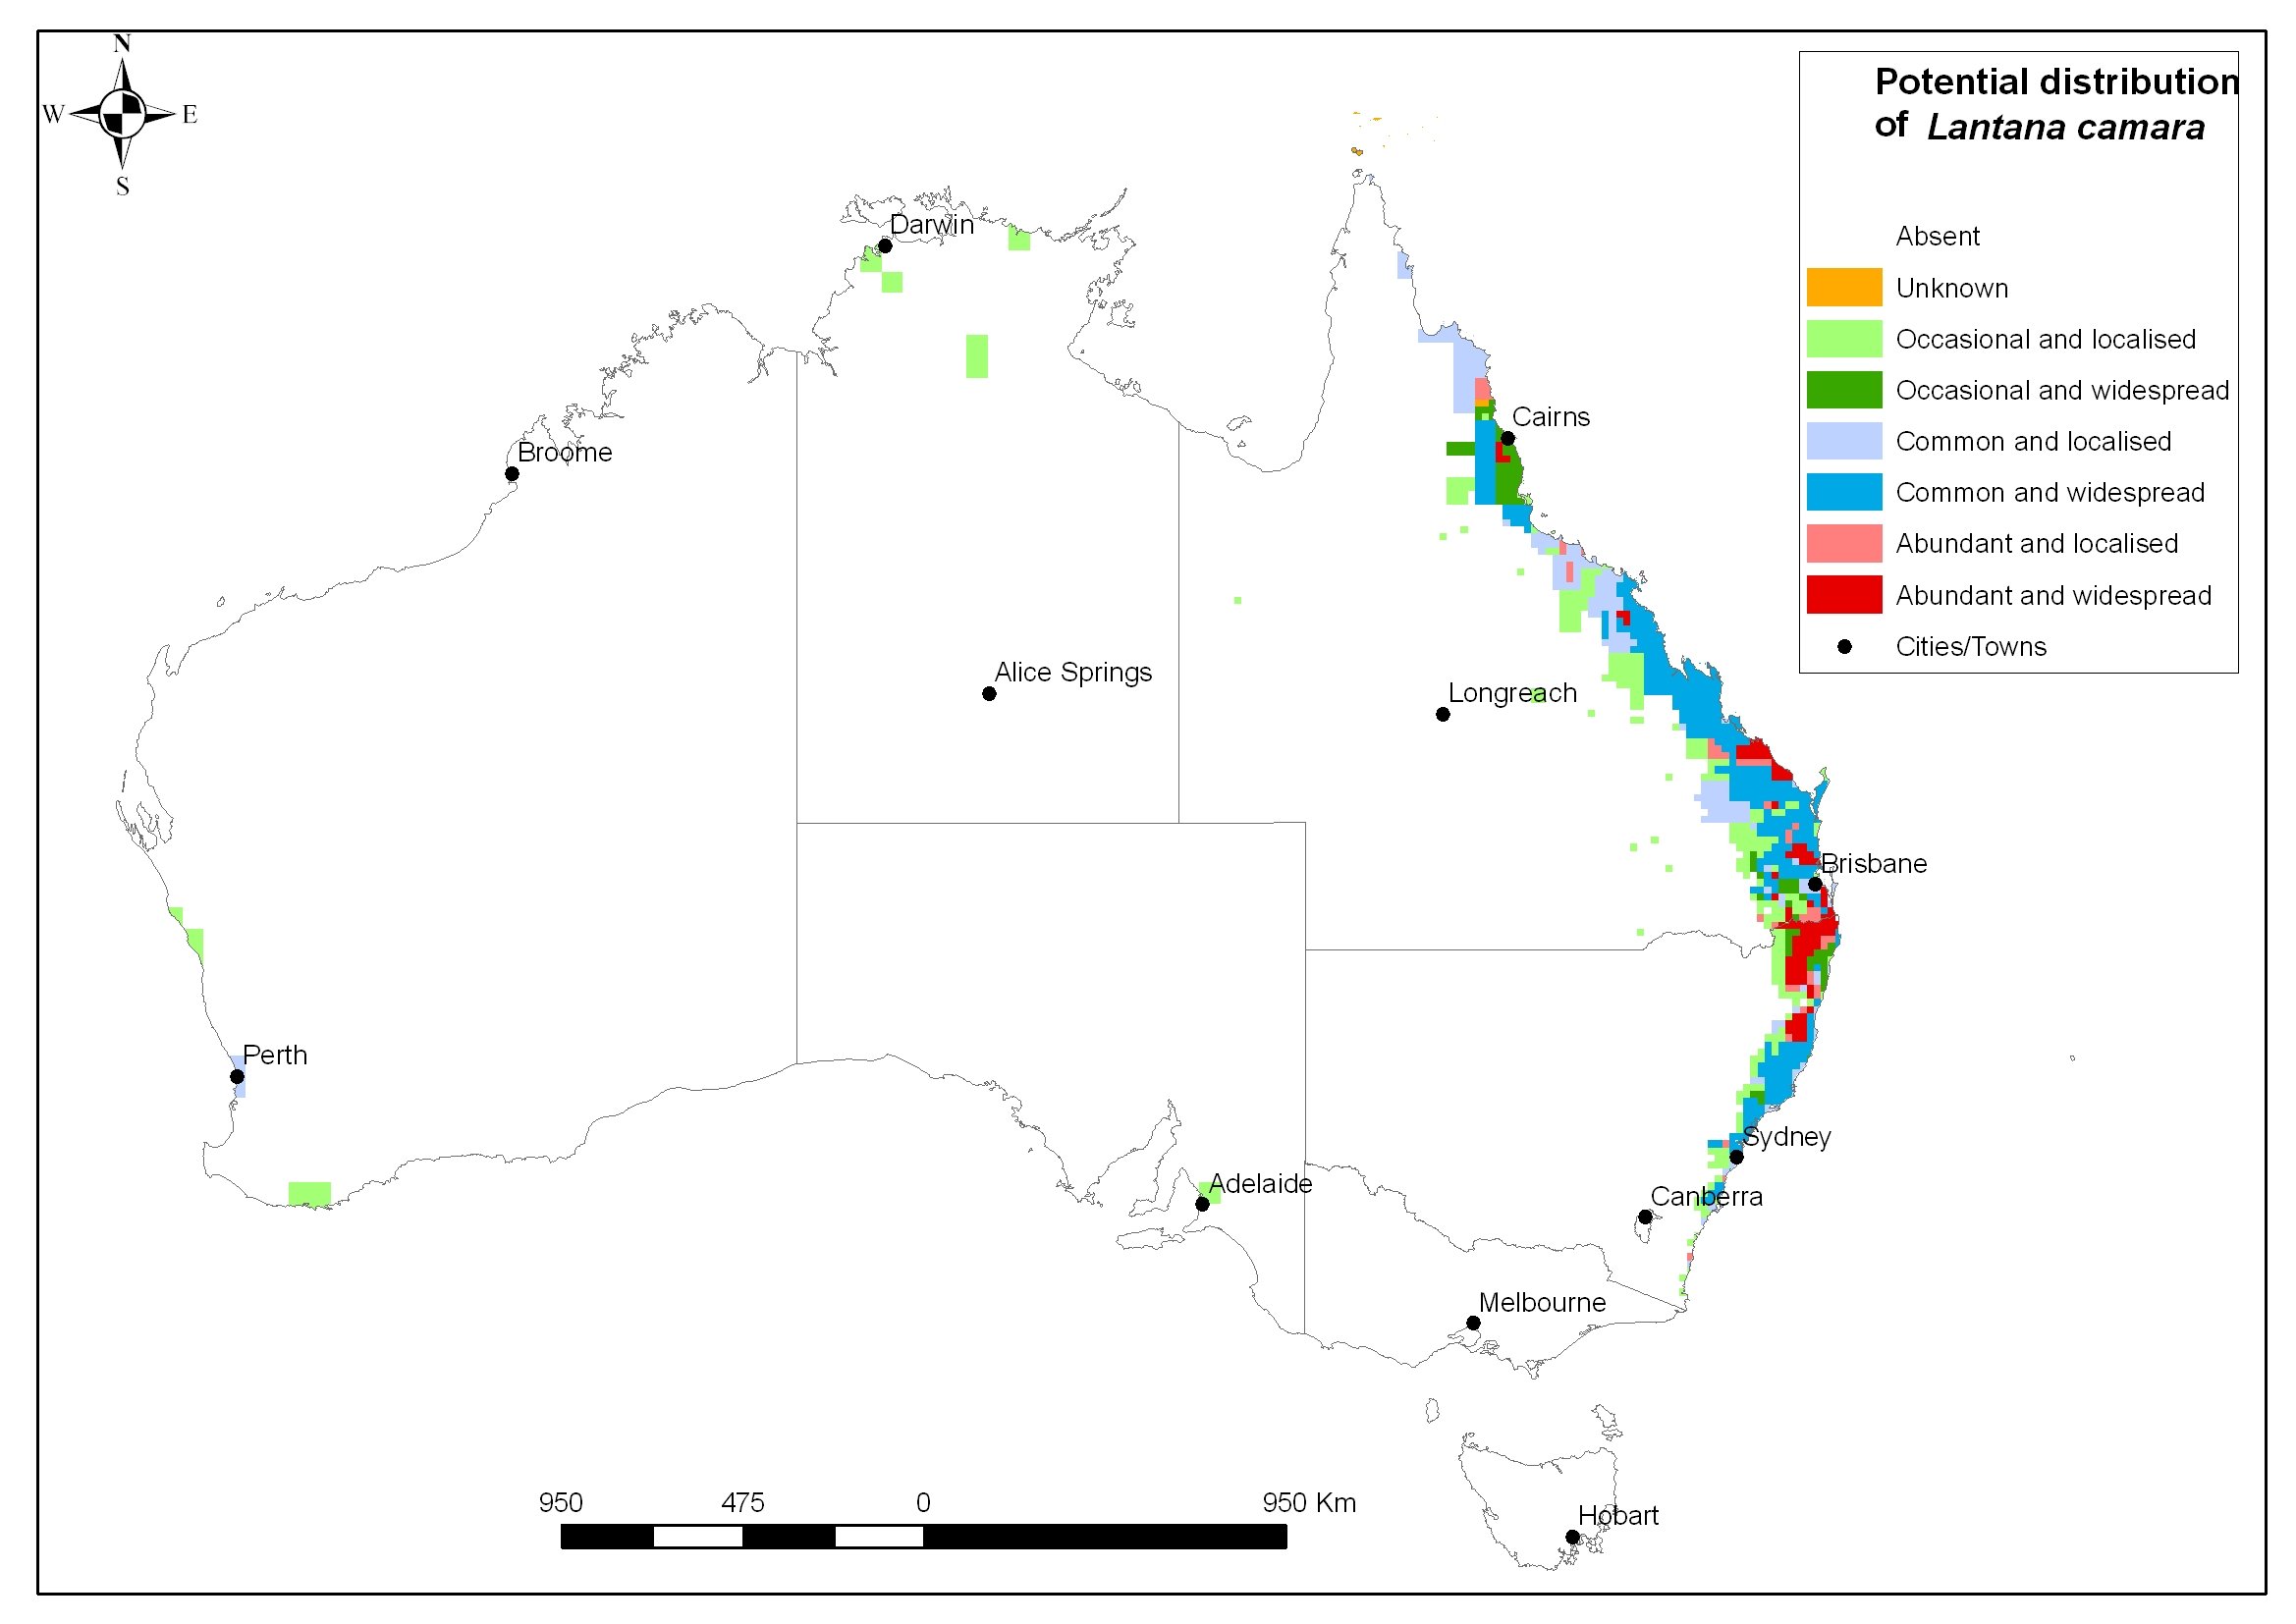 N
W E
S
Potential distribution
of Lantana camara
Absent
Unknown
Occasional and localised
Occasional and widespread
Common and localised
Common and widespread
Abundant and localised
Abundant and widespread
Cities/Towns
Darwin
Cairns
Broome
Alice Springs
Longreach
Brisbane
Perth
Sydney
Adelaide
Canberra
Melbourne
950 475 0 950 Km
Hobart